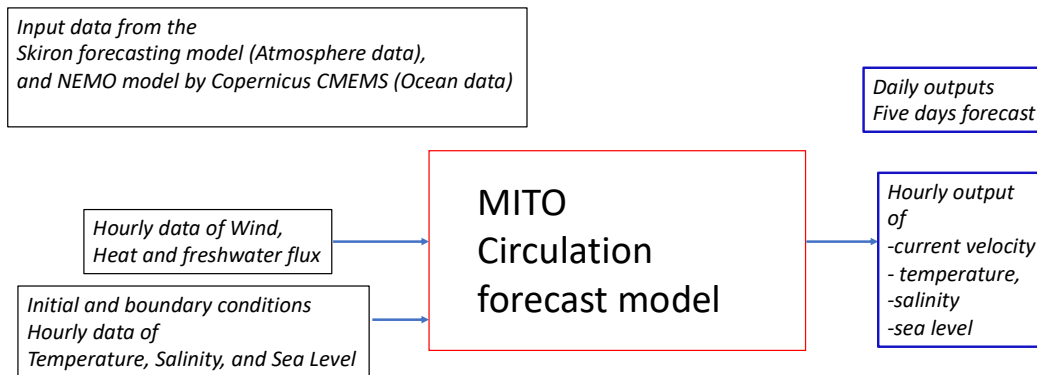 Input data from the
Skiron forecasting model (Atmosphere data),
and NEMO model by Copernicus CMEMS (Ocean data)
Daily outputs
Five days forecast
Hourly data of Wind,
Heat and freshwater flux
Initial and boundary conditions
Hourly data of
Temperature, Salinity, and Sea Level
MITO
Circulation
forecast model
Hourly output
of
-current velocity
- temperature,
-salinity
-sea level